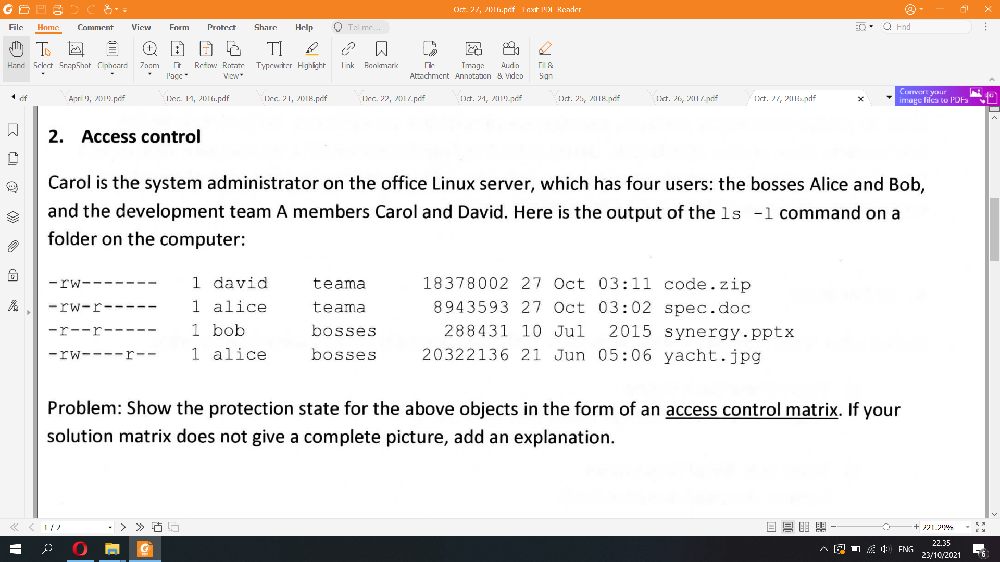 Oct. 27, 2016.pdf - Foxit PDF Reader
File Home Comment View Form Protect Share Help Tell me... Find
Hand Select SnapShot Clipboard Zoom Fit Page Reflow Rotate View Typewriter Highlight Link Bookmark File Attachment Image Annotation Audio & Video Fill & Sign
df April 9, 2019.pdf Dec. 14, 2016.pdf Dec. 21, 2018.pdf Dec. 22, 2017.pdf Oct. 24, 2019.pdf Oct. 25, 2018.pdf Oct. 26, 2017.pdf Oct. 27, 2016.pdf
Convert your
image files to PDFs
2. Access control
Carol is the system administrator on the office Linux server, which has four users: the bosses Alice and Bob,
and the development team A members Carol and David. Here is the output of the ls -l command on a
folder on the computer:
-rw------- 1 david teama 18378002 27 Oct 03:11 code.zip
-rw-r----- 1 alice teama 8943593 27 Oct 03:02 spec.doc
-r--r----- 1 bob bosses 288431 10 Jul 2015 synergy.pptx
-rw----r-- 1 alice bosses 20322136 21 Jun 05:06 yacht.jpg
Problem: Show the protection state for the above objects in the form of an access control matrix. If your
solution matrix does not give a complete picture, add an explanation.
1 / 2
221.29%
ENG
22.35
23/10/2021
6
PDF